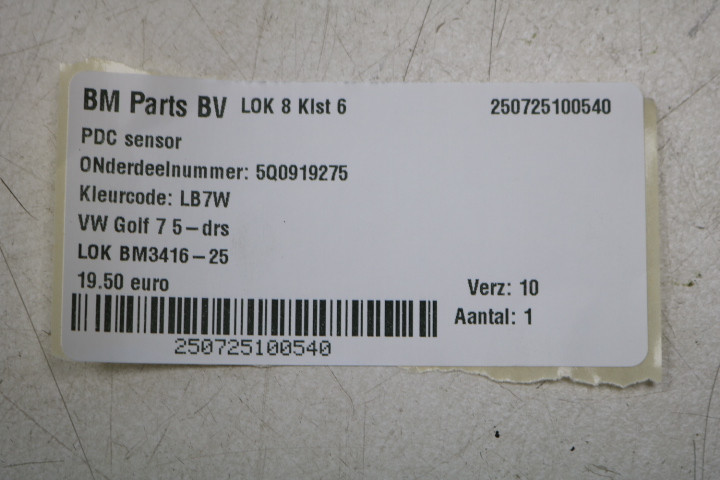 BM Parts BV LOK 8 Klst 6 250725100540
PDC sensor
ONderdeelnummer: 5Q0919275
Kleurcode: LB7W
VW Golf 7 5-drs
LOK BM3416-25
19.50 euro Verz: 10
Aantal: 1
250725100540